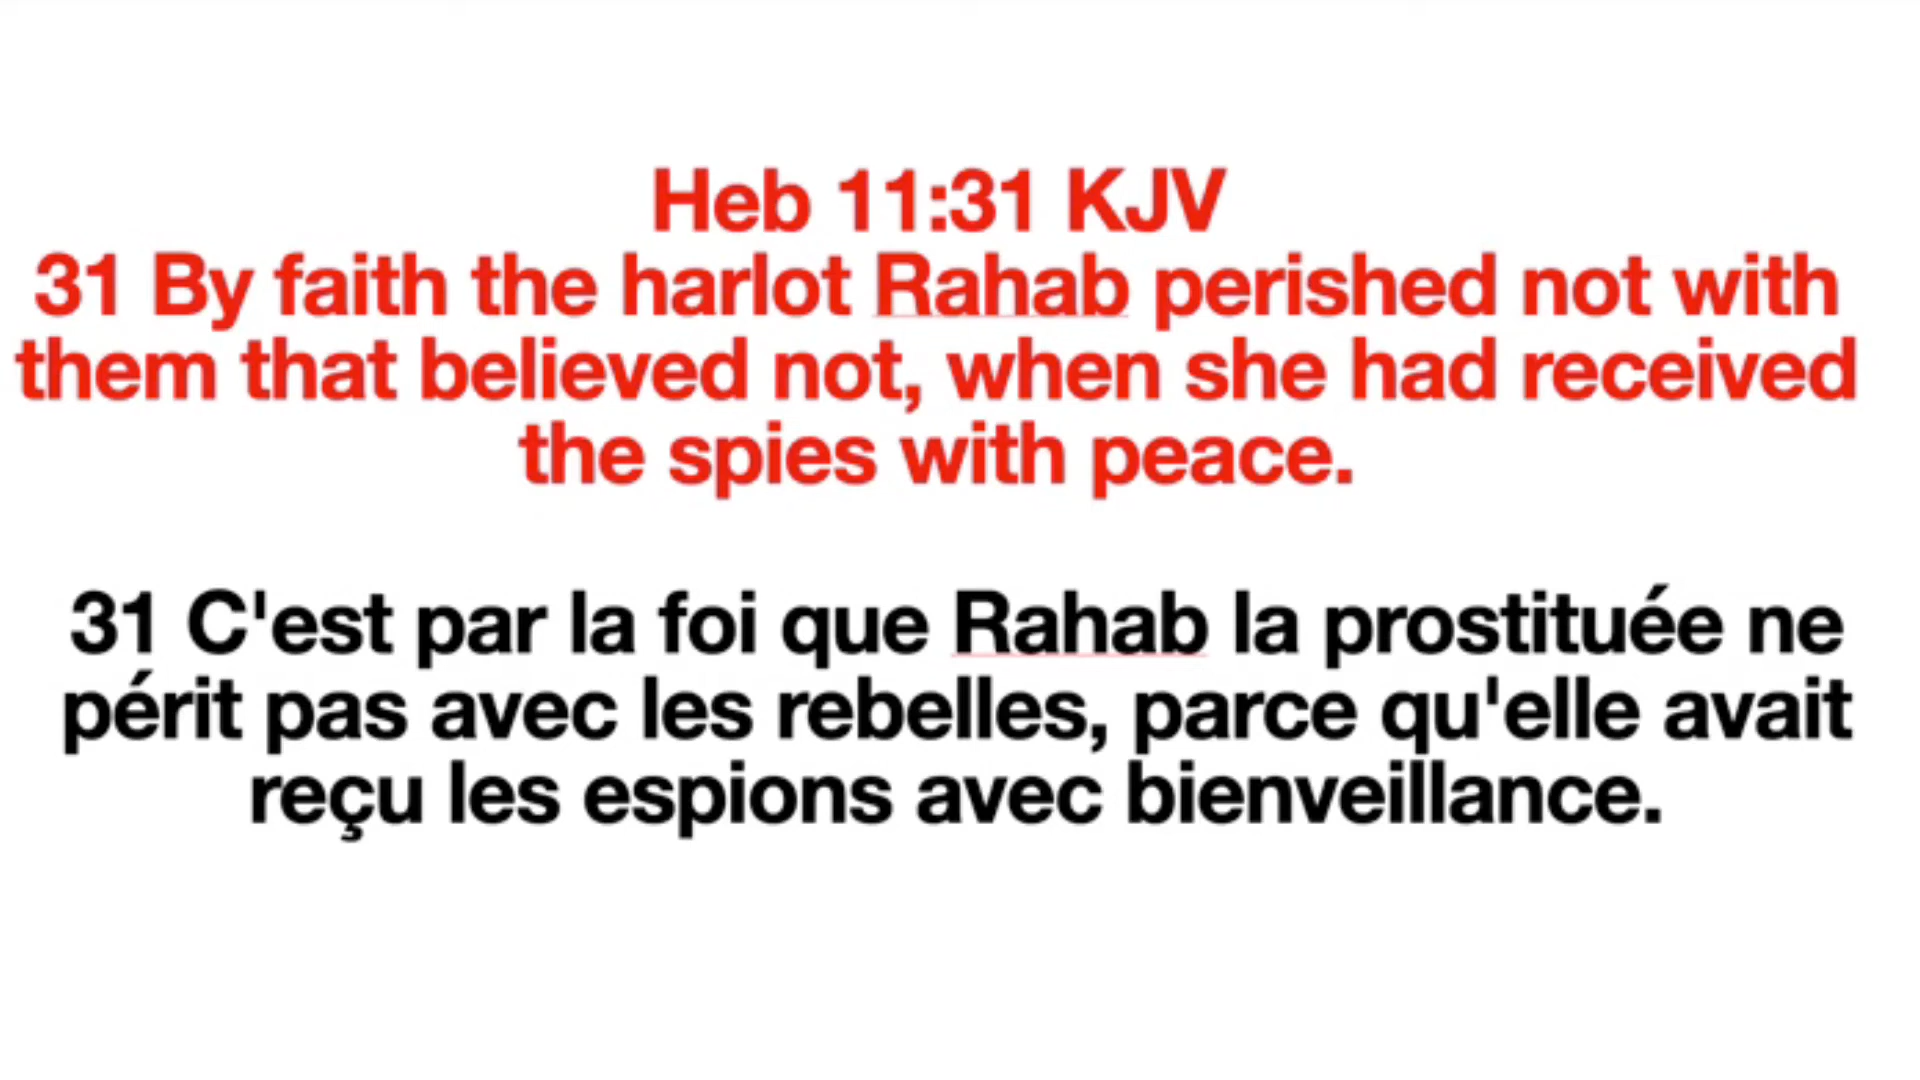 Heb 11:31 KJV
31 By faith the harlot Rahab perished not with
them that believed not, when she had received
the spies with peace.
31 C'est par la foi que Rahab la prostituée ne
périt pas avec les rebelles, parce qu'elle avait
reçu les espions avec bienveillance.